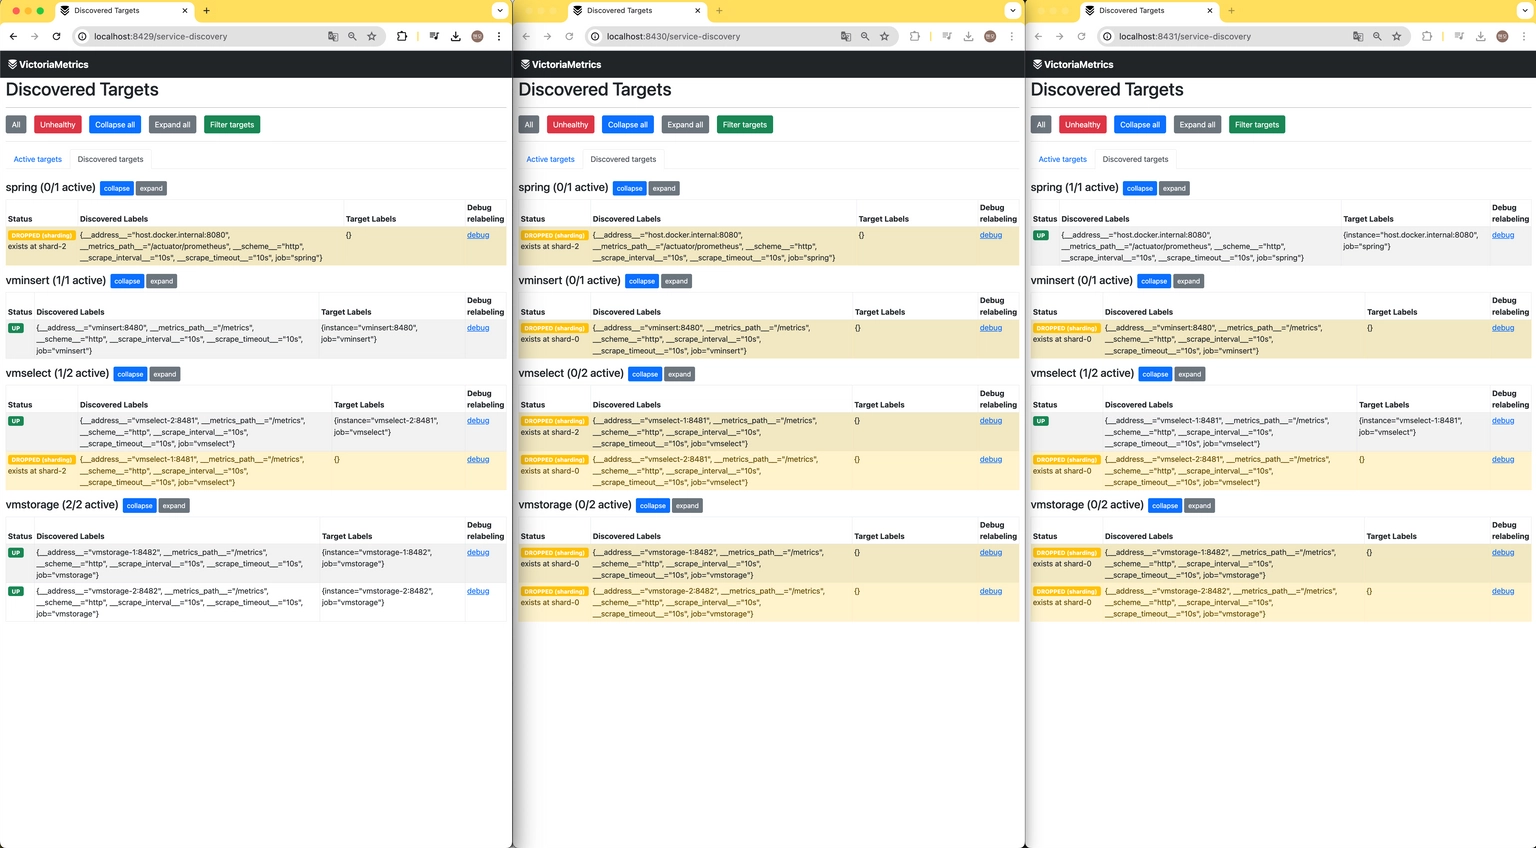 Discovered Targets
localhost:8429/service-discovery
VictoriaMetrics
Discovered Targets
All Unhealthy Collapse all Expand all Filter targets
Active targets Discovered targets
spring (0/1 active) collapse expand
Status Discovered Labels Target Labels Debug relabeling
DROPPED (sharding) {__address__="host.docker.internal:8080", {} debug
exists at shard-2 __metrics_path__="/actuator/prometheus", __scheme__="http",
__scrape_interval__="10s", __scrape_timeout__="10s", job="spring"}
vminsert (1/1 active) collapse expand
Status Discovered Labels Target Labels Debug relabeling
UP {__address__="vminsert:8480", __metrics_path__="/metrics", {instance="vminsert:8480", debug
__scheme__="http", __scrape_interval__="10s", __scrape_timeout__="10s", job="vminsert"}
job="vminsert"}
vmselect (1/2 active) collapse expand
Status Discovered Labels Target Labels Debug relabeling
UP {__address__="vmselect-2:8481", __metrics_path__="/metrics", {instance="vmselect-2:8481", debug
__scheme__="http", __scrape_interval__="10s", job="vmselect"}
__scrape_timeout__="10s", job="vmselect"}
DROPPED (sharding) {__address__="vmselect-1:8481", __metrics_path__="/metrics", {} debug
exists at shard-2 __scheme__="http", __scrape_interval__="10s",
__scrape_timeout__="10s", job="vmselect"}
vmstorage (2/2 active) collapse expand
Status Discovered Labels Target Labels Debug relabeling
UP {__address__="vmstorage-1:8482", __metrics_path__="/metrics", {instance="vmstorage-1:8482", debug
__scheme__="http", __scrape_interval__="10s", __scrape_timeout__="10s", job="vmstorage"}
job="vmstorage"}
UP {__address__="vmstorage-2:8482", __metrics_path__="/metrics", {instance="vmstorage-2:8482", debug
__scheme__="http", __scrape_interval__="10s", __scrape_timeout__="10s", job="vmstorage"}
job="vmstorage"}
Discovered Targets
localhost:8430/service-discovery
VictoriaMetrics
Discovered Targets
All Unhealthy Collapse all Expand all Filter targets
Active targets Discovered targets
spring (0/1 active) collapse expand
Status Discovered Labels Target Labels Debug relabeling
DROPPED (sharding) {__address__="host.docker.internal:8080", {} debug
exists at shard-2 __metrics_path__="/actuator/prometheus", __scheme__="http",
__scrape_interval__="10s", __scrape_timeout__="10s", job="spring"}
vminsert (0/1 active) collapse expand
Status Discovered Labels Target Labels Debug relabeling
DROPPED (sharding) {__address__="vminsert:8480", __metrics_path__="/metrics", {} debug
exists at shard-0 __scheme__="http", __scrape_interval__="10s",
__scrape_timeout__="10s", job="vminsert"}
vmselect (0/2 active) collapse expand
Status Discovered Labels Target Labels Debug relabeling
DROPPED (sharding) {__address__="vmselect-1:8481", __metrics_path__="/metrics", {} debug
exists at shard-2 __scheme__="http", __scrape_interval__="10s",
__scrape_timeout__="10s", job="vmselect"}
DROPPED (sharding) {__address__="vmselect-2:8481", __metrics_path__="/metrics", {} debug
exists at shard-0 __scheme__="http", __scrape_interval__="10s",
__scrape_timeout__="10s", job="vmselect"}
vmstorage (0/2 active) collapse expand
Status Discovered Labels Target Labels Debug relabeling
DROPPED (sharding) {__address__="vmstorage-1:8482", __metrics_path__="/metrics", {} debug
exists at shard-0 __scheme__="http", __scrape_interval__="10s",
__scrape_timeout__="10s", job="vmstorage"}
DROPPED (sharding) {__address__="vmstorage-2:8482", __metrics_path__="/metrics", {} debug
exists at shard-0 __scheme__="http", __scrape_interval__="10s",
__scrape_timeout__="10s", job="vmstorage"}
Discovered Targets
localhost:8431/service-discovery
VictoriaMetrics
Discovered Targets
All Unhealthy Collapse all Expand all Filter targets
Active targets Discovered targets
spring (1/1 active) collapse expand
Status Discovered Labels Target Labels Debug relabeling
UP {__address__="host.docker.internal:8080", {instance="host.docker.internal:8080", debug
__metrics_path__="/actuator/prometheus", __scheme__="http", job="spring"}
__scrape_interval__="10s", __scrape_timeout__="10s", job="spring"}
vminsert (0/1 active) collapse expand
Status Discovered Labels Target Labels Debug relabeling
DROPPED (sharding) {__address__="vminsert:8480", __metrics_path__="/metrics", {} debug
exists at shard-0 __scheme__="http", __scrape_interval__="10s",
__scrape_timeout__="10s", job="vminsert"}
vmselect (1/2 active) collapse expand
Status Discovered Labels Target Labels Debug relabeling
UP {__address__="vmselect-1:8481", __metrics_path__="/metrics", {instance="vmselect-1:8481", debug
__scheme__="http", __scrape_interval__="10s", job="vmselect"}
__scrape_timeout__="10s", job="vmselect"}
DROPPED (sharding) {__address__="vmselect-2:8481", __metrics_path__="/metrics", {} debug
exists at shard-0 __scheme__="http", __scrape_interval__="10s",
__scrape_timeout__="10s", job="vmselect"}
vmstorage (0/2 active) collapse expand
Status Discovered Labels Target Labels Debug relabeling
DROPPED (sharding) {__address__="vmstorage-1:8482", __metrics_path__="/metrics", {} debug
exists at shard-0 __scheme__="http", __scrape_interval__="10s",
__scrape_timeout__="10s", job="vmstorage"}
DROPPED (sharding) {__address__="vmstorage-2:8482", __metrics_path__="/metrics", {} debug
exists at shard-0 __scheme__="http", __scrape_interval__="10s",
__scrape_timeout__="10s", job="vmstorage"}